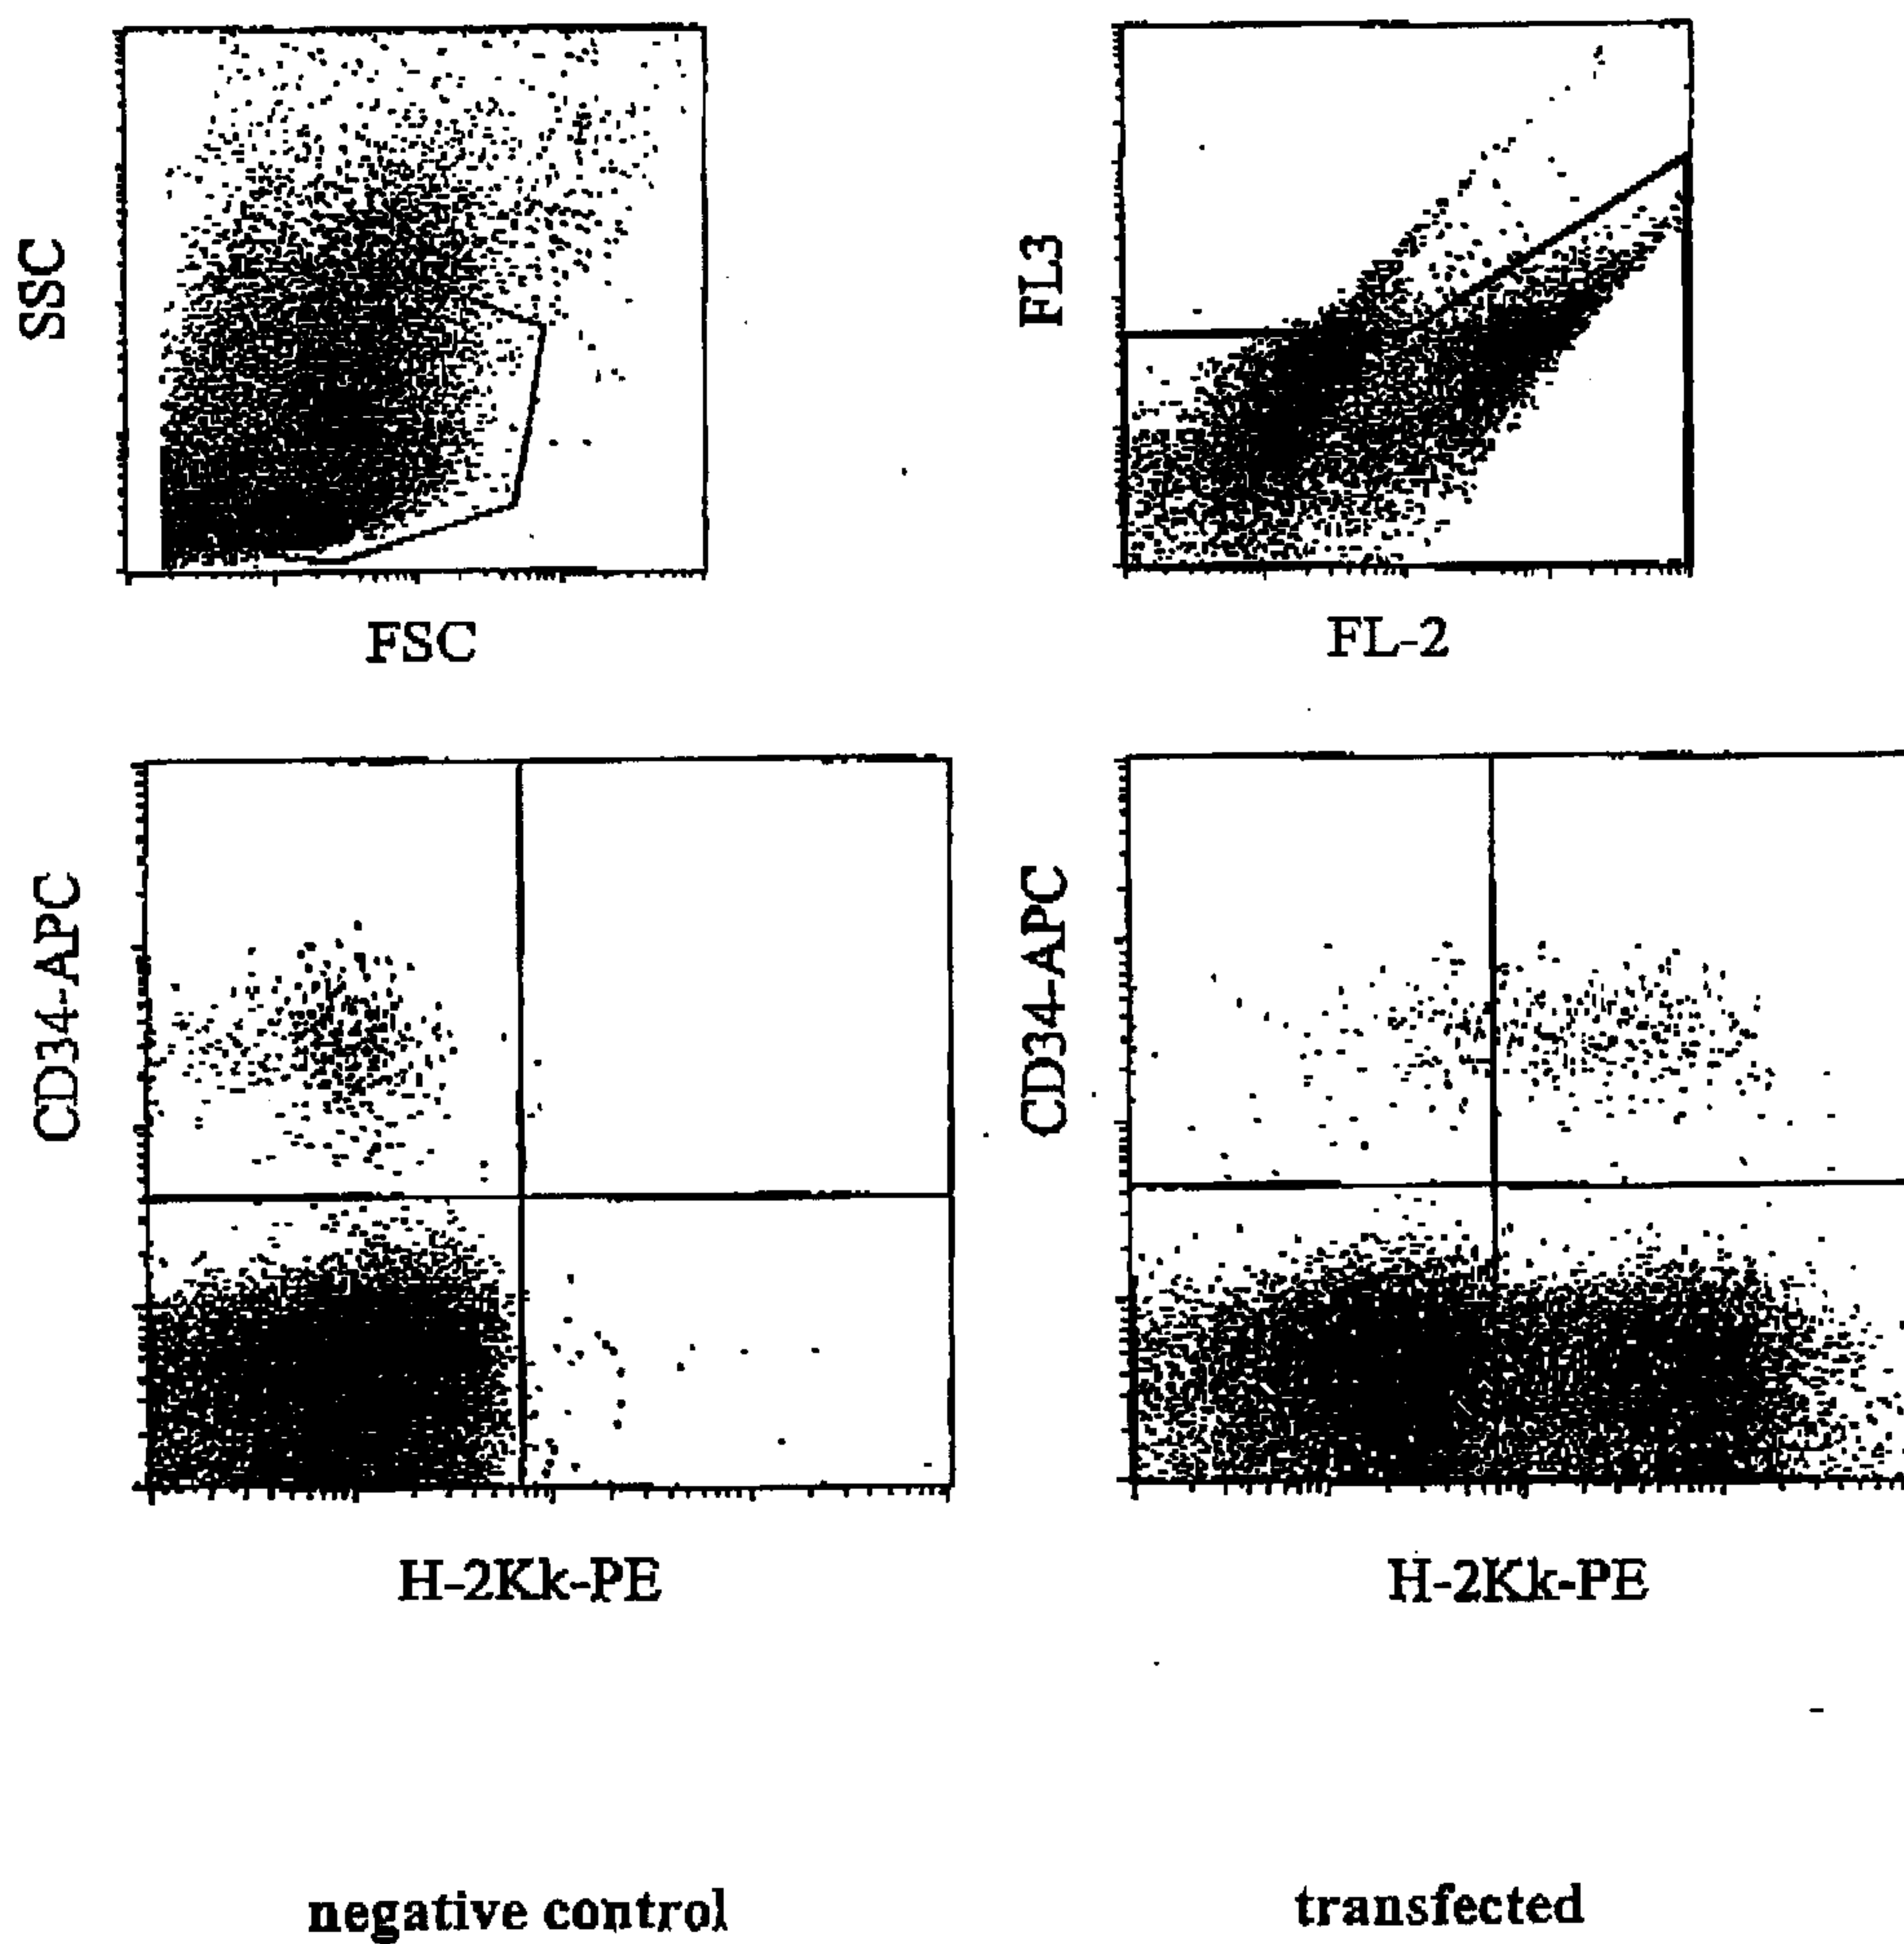 SSC
FSC
FL3
FL-2
CD34-APC
H-2Kk-PE
CD34-APC
H-2Kk-PE
negative control
transfected